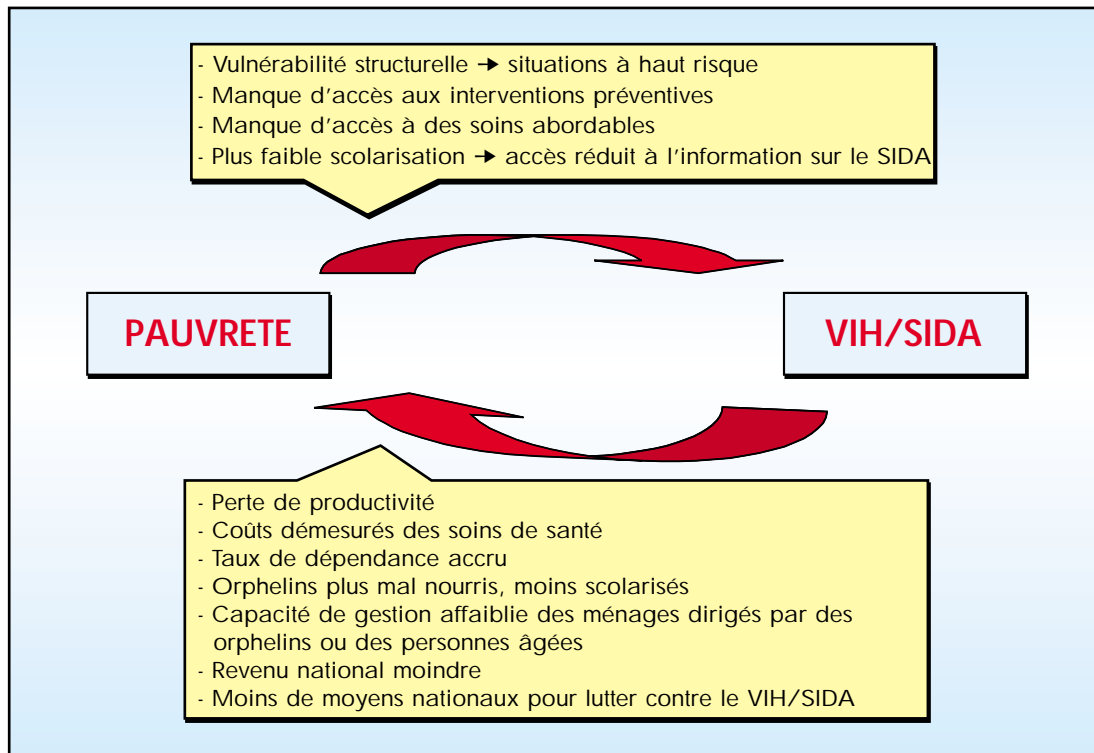 - Vulnérabilité structurelle → situations à haut risque
- Manque d'accès aux interventions préventives
- Manque d'accès à des soins abordables
- Plus faible scolarisation → accès réduit à l'information sur le SIDA
PAUVRETE
VIH/SIDA
- Perte de productivité
- Coûts démesurés des soins de santé
- Taux de dépendance accru
- Orphelins plus mal nourris, moins scolarisés
- Capacité de gestion affaiblie des ménages dirigés par des
orphelins ou des personnes âgées
- Revenu national moindre
- Moins de moyens nationaux pour lutter contre le VIH/SIDA